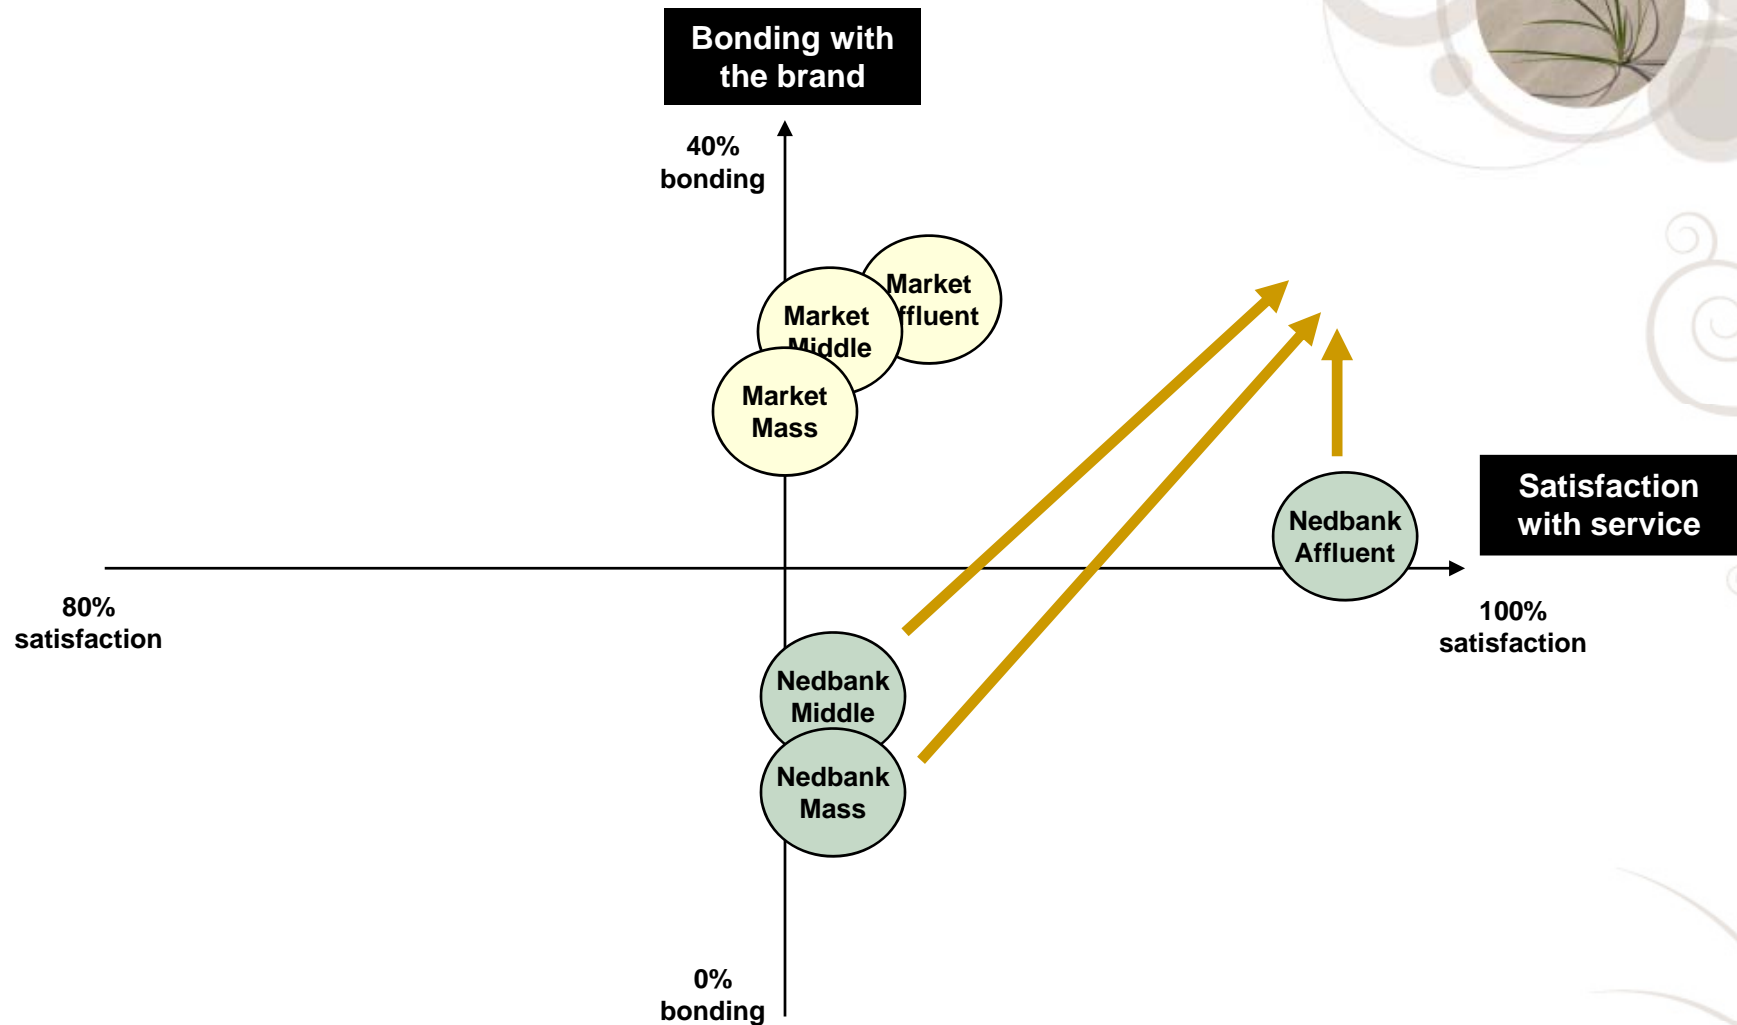 Bonding with
the brand
40%
bonding
Market
ffluent
Market
Middle
Market
Mass
Satisfaction
with service
Nedbank
Affluent
80%
satisfaction
100%
satisfaction
Nedbank
Middle
Nedbank
Mass
0%
bonding